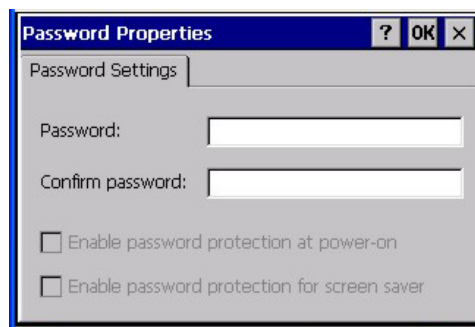 Password Properties ? OK ×
Password Settings
Password:
Confirm password:
Enable password protection at power-on
Enable password protection for screen saver